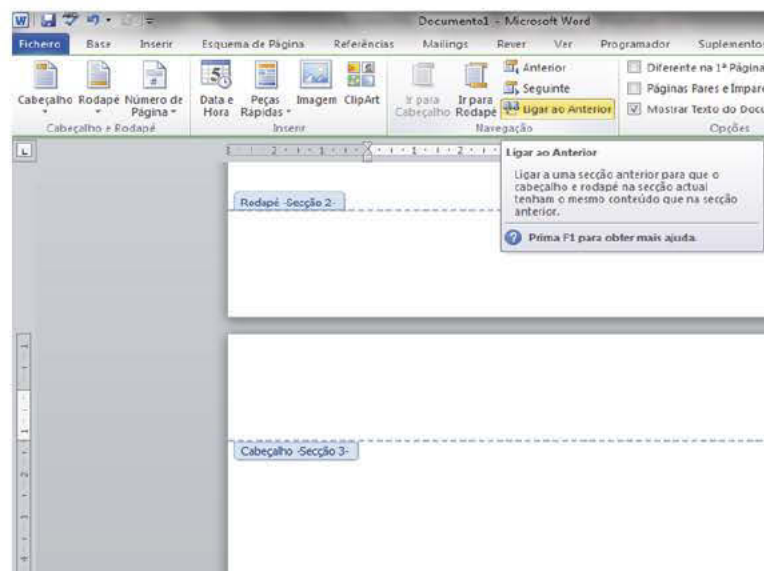 Documento1 - Microsoft Word
Ficheiro Base Inserir Esquema de Página Referências Mailings Rever Ver Programador Suplementos
Cabeçalho Rodapé Número de Página
Data e Hora Peças Rápidas Imagem ClipArt
Ir para Cabeçalho Ir para Rodapé
Anterior
Seguinte
Ligar ao Anterior
Diferente na 1ª Página
Páginas Pares e Impare
Mostrar Texto do Docu
Cabeçalho e Rodapé Inserir Navegação Opções
Ligar ao Anterior
Ligar a uma secção anterior para que o
cabeçalho e rodapé na secção actual
tenham o mesmo conteúdo que na secção
anterior.
Prima F1 para obter mais ajuda.
Rodapé -Secção 2-
Cabeçalho -Secção 3-